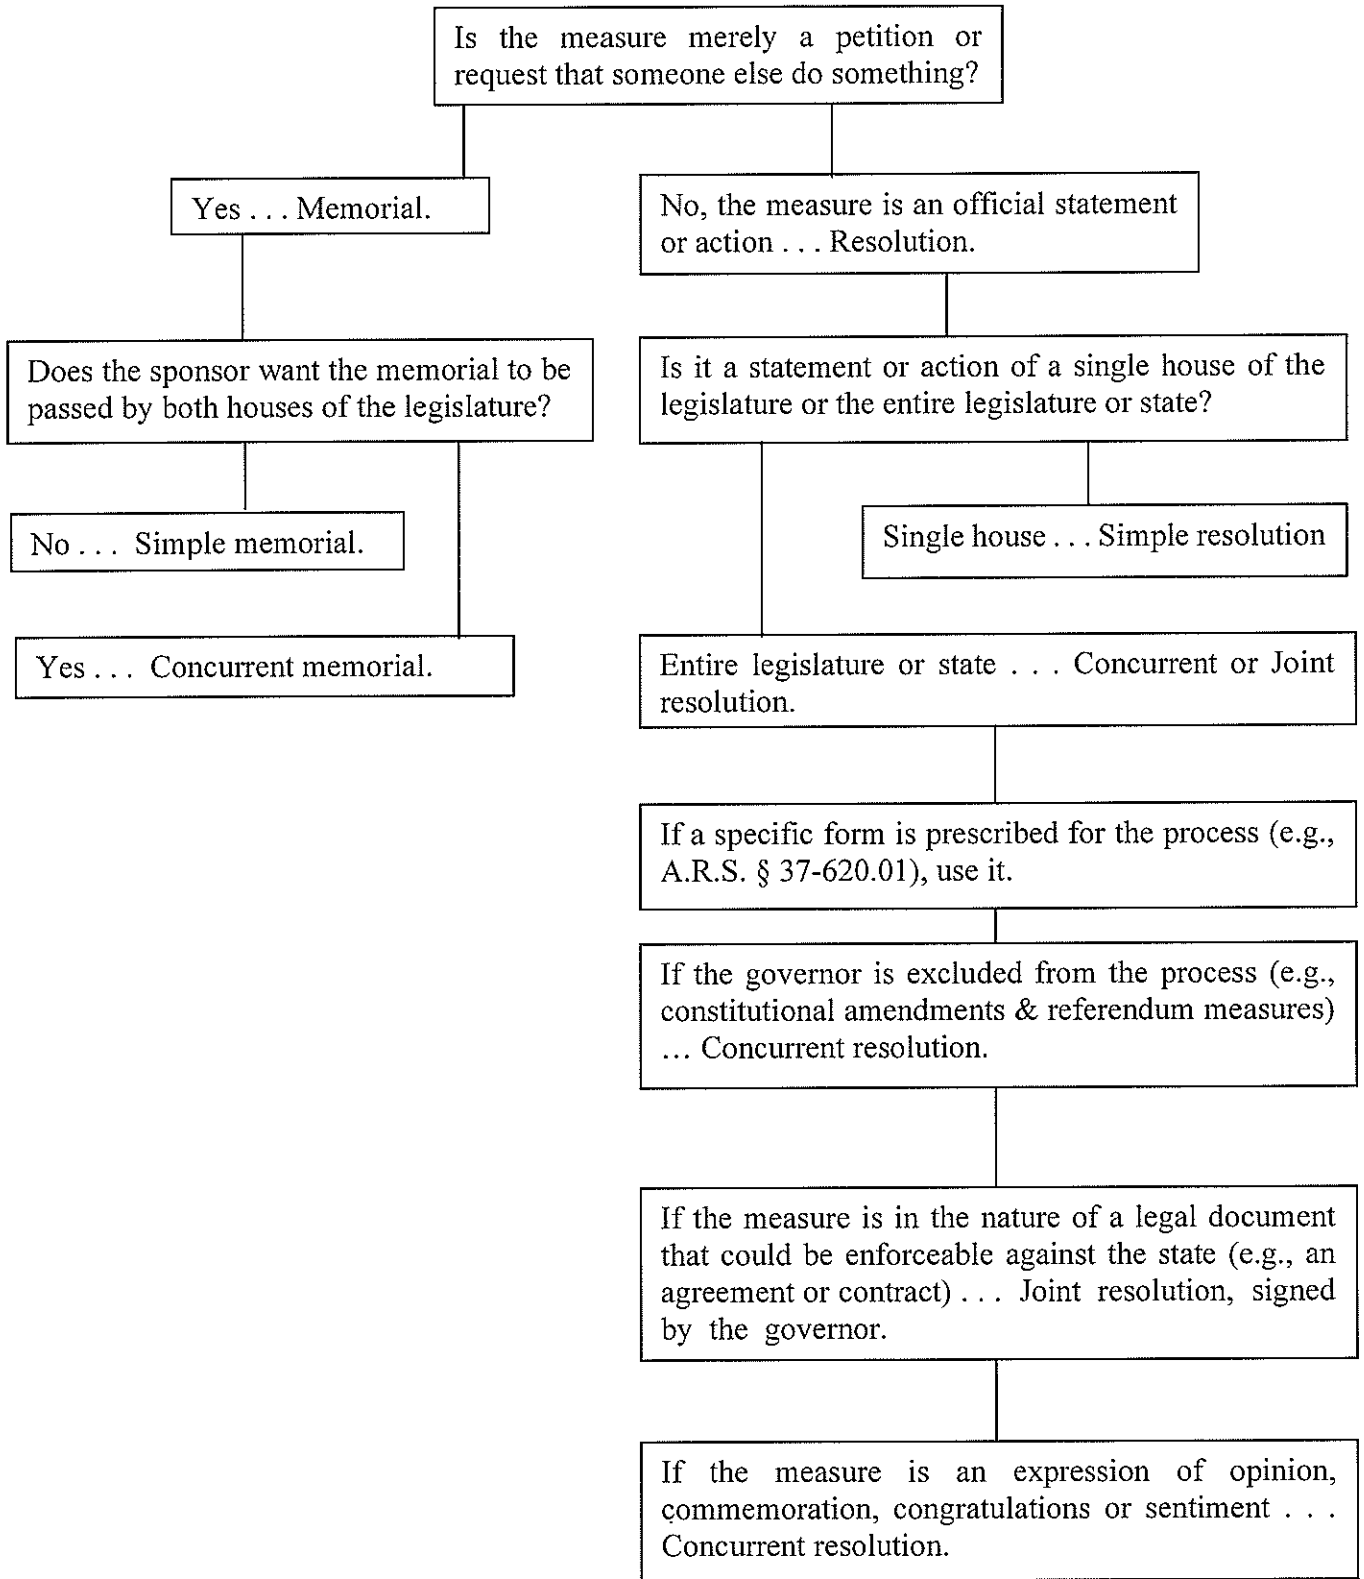 Is the measure merely a petition or
request that someone else do something?
Yes . . . Memorial.
No, the measure is an official statement
or action . . . Resolution.
Does the sponsor want the memorial to be
passed by both houses of the legislature?
Is it a statement or action of a single house of the
legislature or the entire legislature or state?
No . . . Simple memorial.
Single house . . . Simple resolution
Yes . . . Concurrent memorial.
Entire legislature or state . . . Concurrent or Joint
resolution.
If a specific form is prescribed for the process (e.g.,
A.R.S. § 37-620.01), use it.
If the governor is excluded from the process (e.g.,
constitutional amendments & referendum measures)
... Concurrent resolution.
If the measure is in the nature of a legal document
that could be enforceable against the state (e.g., an
agreement or contract) . . . Joint resolution, signed
by the governor.
If the measure is an expression of opinion,
commemoration, congratulations or sentiment . . .
Concurrent resolution.